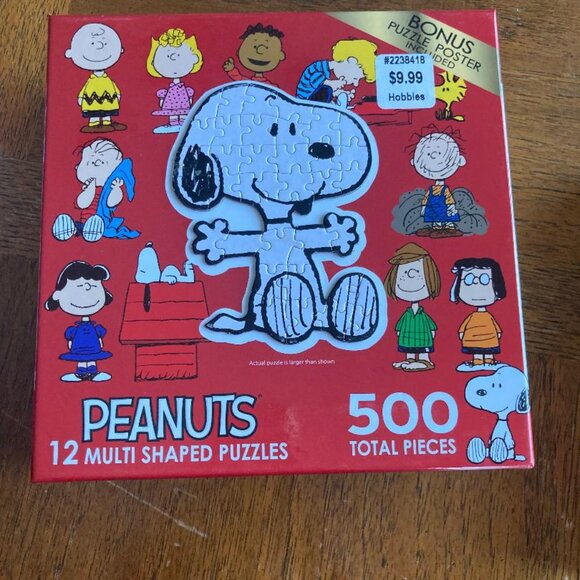 BONUS
PUZZLE POSTER
INCLUDED
#2238418
$9.99
Hobbies
Actual puzzle is larger than shown
PEANUTS
500
12 MULTI SHAPED PUZZLES
TOTAL PIECES